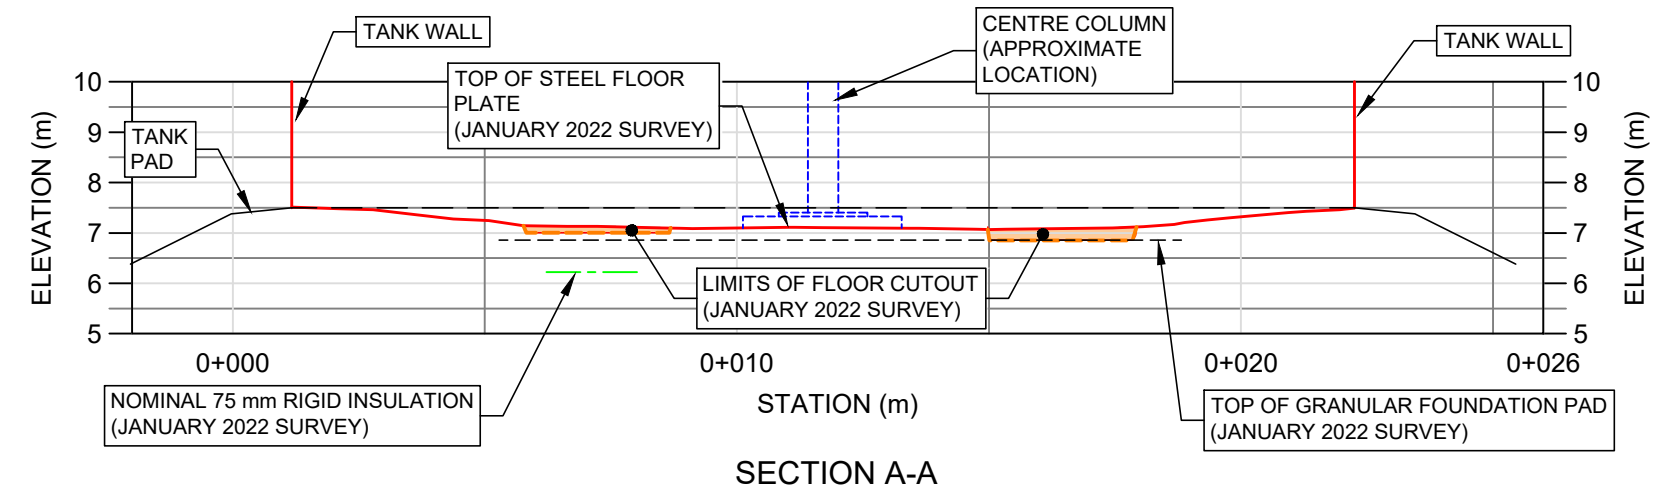 TANK WALL
CENTRE COLUMN
(APPROXIMATE
LOCATION)
TANK WALL
TOP OF STEEL FLOOR
PLATE
(JANUARY 2022 SURVEY)
TANK
PAD
ELEVATION (m)
10
9
8
7
6
5
10
9
8
7
6
5
ELEVATION (m)
LIMITS OF FLOOR CUTOUT
(JANUARY 2022 SURVEY)
0+000
0+010
0+020
0+026
STATION (m)
NOMINAL 75 mm RIGID INSULATION
(JANUARY 2022 SURVEY)
TOP OF GRANULAR FOUNDATION PAD
(JANUARY 2022 SURVEY)
SECTION A-A